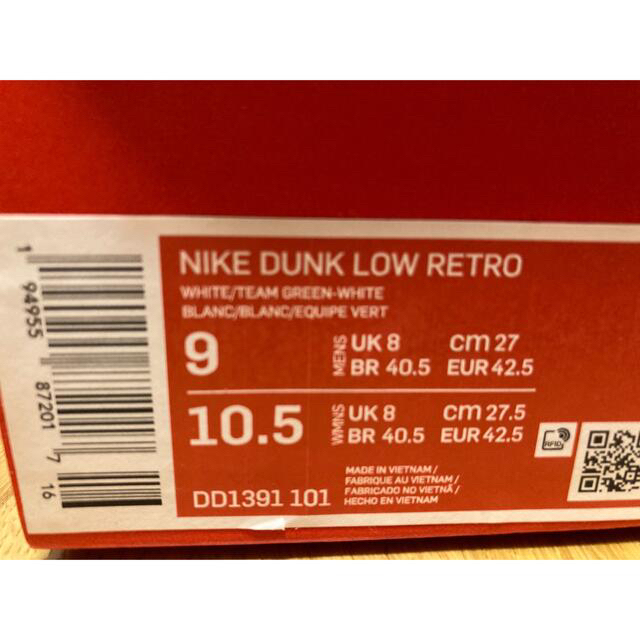 NIKE DUNK LOW RETRO
WHITE/TEAM GREEN-WHITE
BLANC/BLANC/EQUIPE VERT
9 MENS UK 8 cm 27
BR 40.5 EUR 42.5
10.5 WMNS UK 8 cm 27.5
BR 40.5 EUR 42.5
RFID
MADE IN VIETNAM /
FABRIQUE AU VIETNAM /
FABRICADO NO VIETNÃ /
HECHO EN VIETNAM
DD1391 101
1 94955 87201 7 16